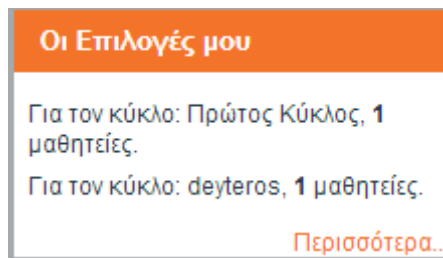 Οι Επιλογές μου
Για τον κύκλο: Πρώτος Κύκλος, 1
μαθητείες.
Για τον κύκλο: deyteros, 1 μαθητείες.
Περισσότερα..